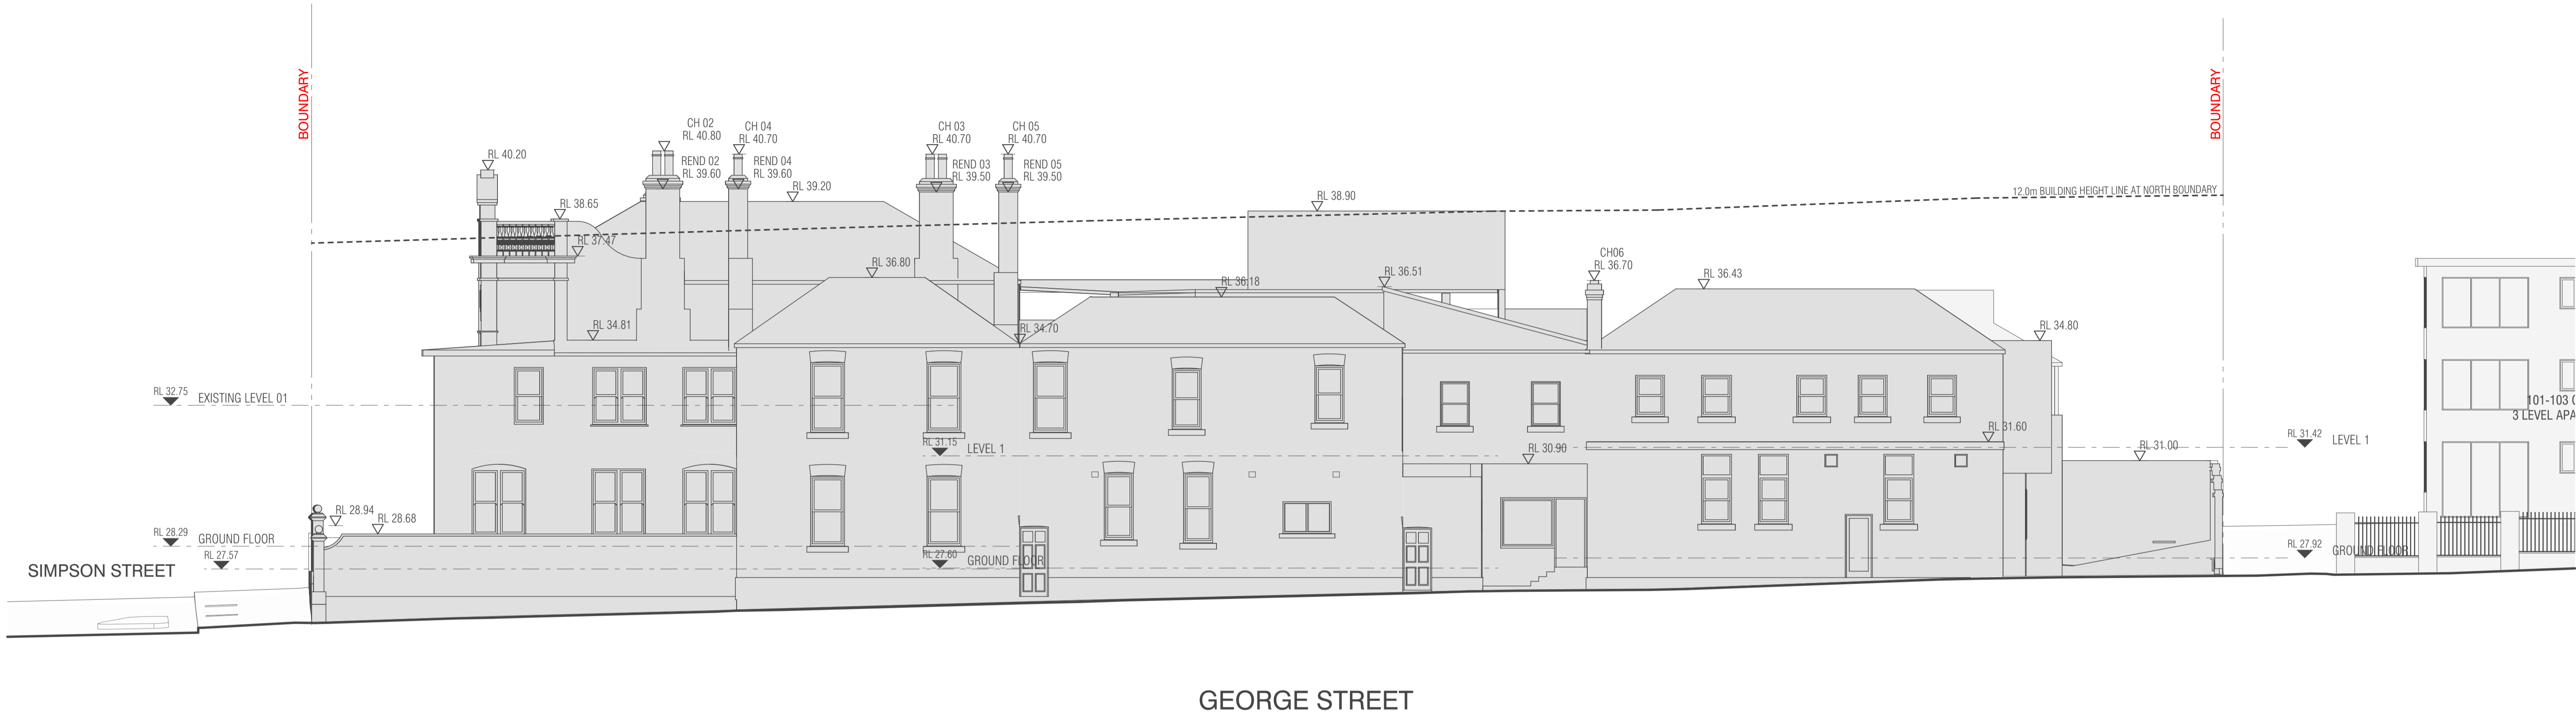 BOUNDARY
BOUNDARY
CH 02
RL 40.80
CH 04
RL 40.70
CH 03
RL 40.70
CH 05
RL 40.70
RL 40.20
REND 02
RL 39.60
REND 04
RL 39.60
REND 03
RL 39.50
REND 05
RL 39.50
RL 39.20
RL 38.90
12.0m BUILDING HEIGHT LINE AT NORTH BOUNDARY
RL 38.65
RL 37.47
CH06
RL 36.70
RL 36.80
RL 36.18
RL 36.51
RL 36.43
RL 34.81
RL 34.70
RL 34.80
RL 32.75
EXISTING LEVEL 01
101-103
3 LEVEL
RL 31.15
LEVEL 1
RL 30.90
RL 31.60
RL 31.00
RL 31.42
LEVEL 1
RL 28.94
RL 28.68
RL 28.29
GROUND FLOOR
RL 27.57
RL 27.60
GROUND FLOOR
RL 27.92
GROUND FLOOR
SIMPSON STREET
GEORGE STREET